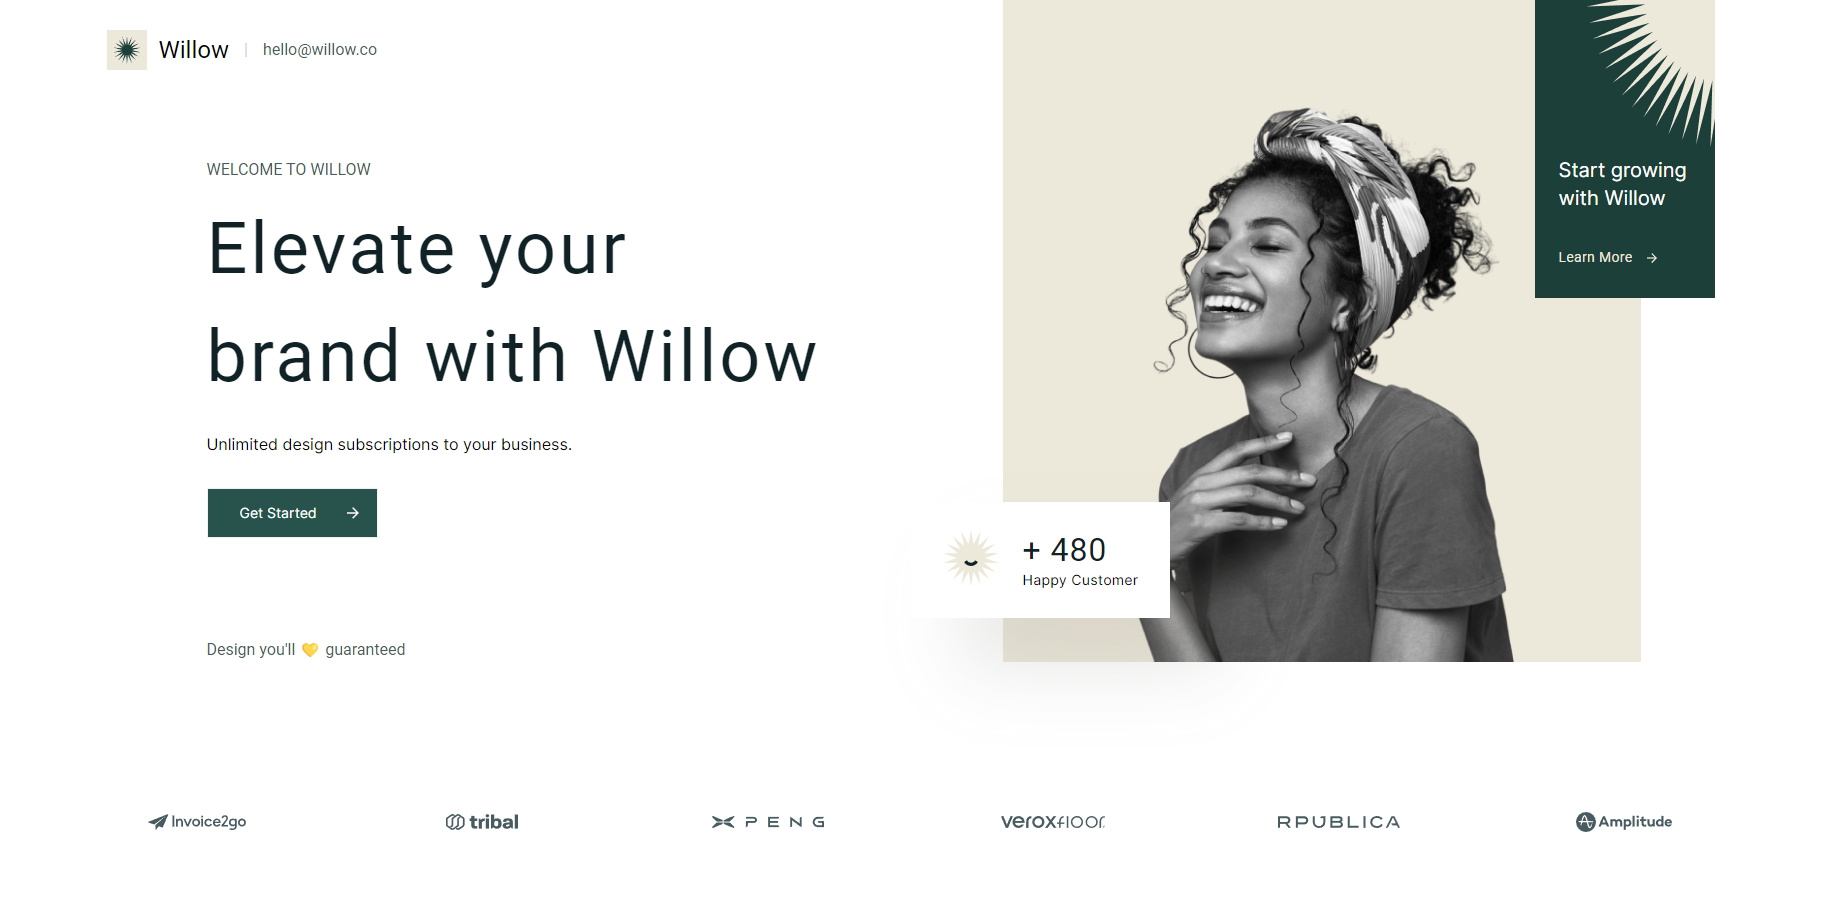 Willow | hello@willow.co
WELCOME TO WILLOW
Elevate your
brand with Willow
Unlimited design subscriptions to your business.
Get Started →
Design you'll 💛 guaranteed
Start growing
with Willow
Learn More →
+ 480
Happy Customer
Invoice2go
tribal
XPENG
veroxfloor
RPUBLICA
Amplitude